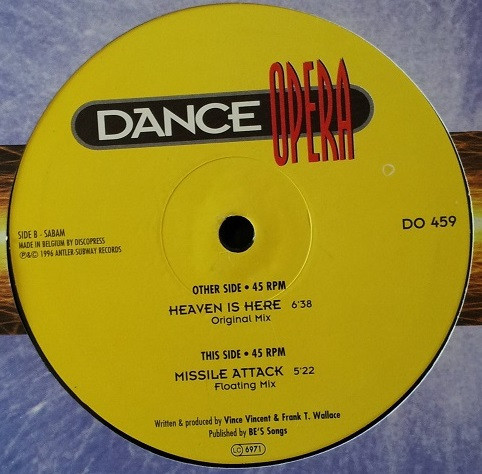 DANCE OPERA
SIDE B - SABAM
MADE IN BELGIUM BY DISCOPRESS
℗&© 1996 ANTLER-SUBWAY RECORDS
DO 459
OTHER SIDE • 45 RPM
HEAVEN IS HERE 6'38
Original Mix
THIS SIDE • 45 RPM
MISSILE ATTACK 5'22
Floating Mix
Written & produced by Vince Vincent & Frank T. Wallace
Published by BE'S Songs
LC 6971